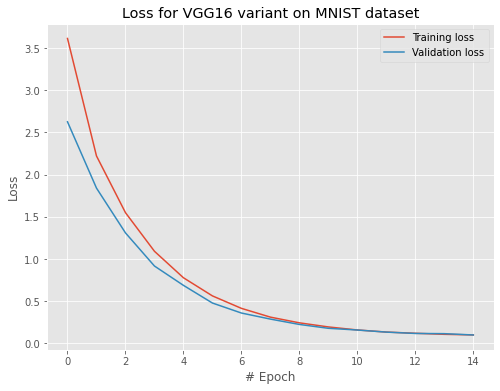 Loss for VGG16 variant on MNIST dataset
Training loss
Validation loss
3.5
3.0
2.5
2.0
1.5
1.0
0.5
0.0
Loss
0 2 4 6 8 10 12 14
# Epoch